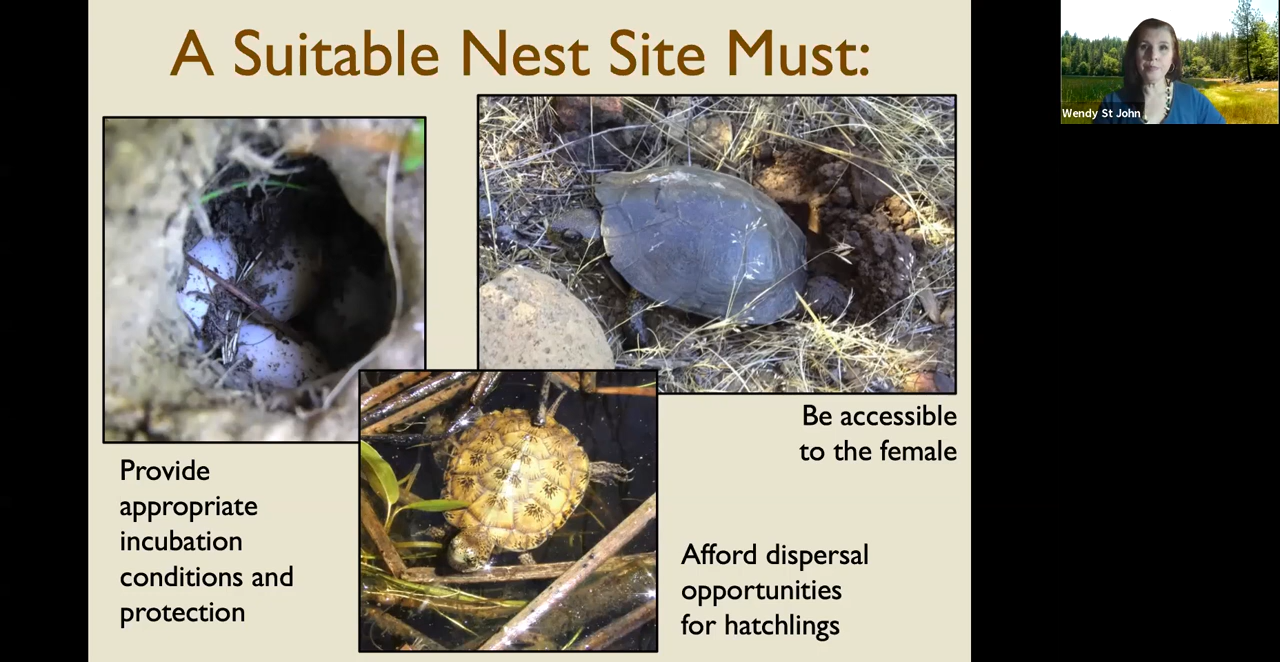 A Suitable Nest Site Must:
Wendy St John
Be accessible
to the female
Provide
appropriate
incubation
conditions and
protection
Afford dispersal
opportunities
for hatchlings